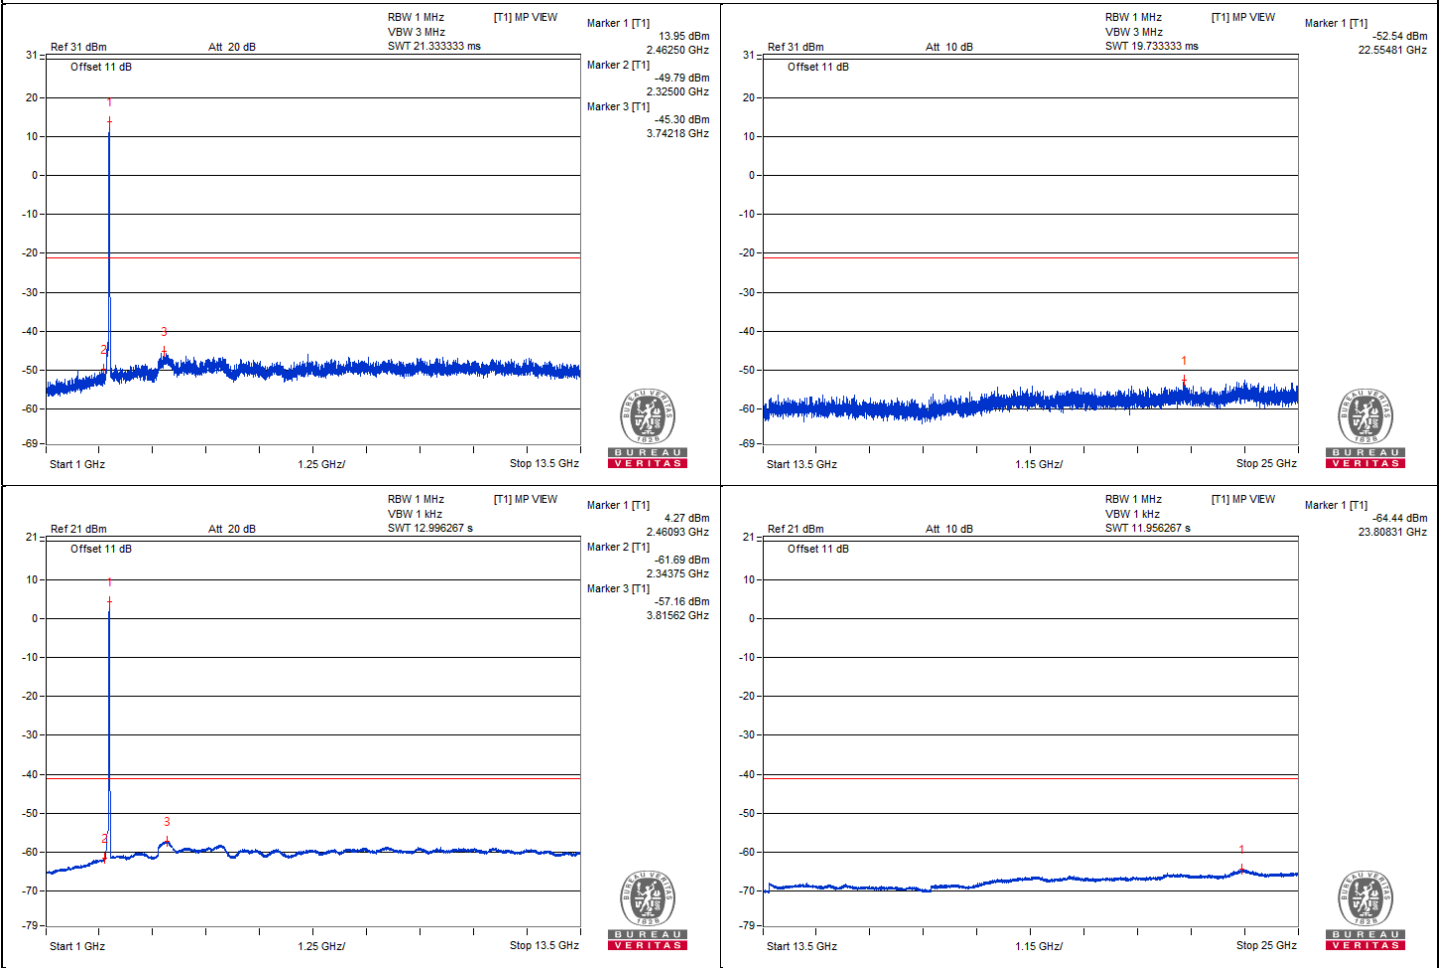 RBW 1 MHz [T1] MP VIEW
VBW 3 MHz
SWT 21.333333 ms
Ref 31 dBm Att 20 dB
Offset 11 dB
Marker 1 [T1]
13.95 dBm
2.46250 GHz
Marker 2 [T1]
-49.79 dBm
2.32500 GHz
Marker 3 [T1]
-45.30 dBm
3.74218 GHz
31
20
10
0
-10
-20
-30
-40
-50
-60
-69
1
2
3
Start 1 GHz 1.25 GHz/ Stop 13.5 GHz
BUREAU VERITAS
1828
BUREAU
VERITAS
RBW 1 MHz [T1] MP VIEW
VBW 3 MHz
SWT 19.733333 ms
Ref 31 dBm Att 10 dB
Offset 11 dB
Marker 1 [T1]
-52.54 dBm
22.55481 GHz
31
20
10
0
-10
-20
-30
-40
-50
-60
-69
1
Start 13.5 GHz 1.15 GHz/ Stop 25 GHz
BUREAU VERITAS
1828
BUREAU
VERITAS
RBW 1 MHz [T1] MP VIEW
VBW 1 kHz
SWT 12.996267 s
Ref 21 dBm Att 20 dB
Offset 11 dB
Marker 1 [T1]
4.27 dBm
2.46093 GHz
Marker 2 [T1]
-61.69 dBm
2.34375 GHz
Marker 3 [T1]
-57.16 dBm
3.81562 GHz
21
10
0
-10
-20
-30
-40
-50
-60
-70
-79
1
2
3
Start 1 GHz 1.25 GHz/ Stop 13.5 GHz
BUREAU VERITAS
1828
BUREAU
VERITAS
RBW 1 MHz [T1] MP VIEW
VBW 1 kHz
SWT 11.956267 s
Ref 21 dBm Att 10 dB
Offset 11 dB
Marker 1 [T1]
-64.44 dBm
23.80831 GHz
21
10
0
-10
-20
-30
-40
-50
-60
-70
-79
1
Start 13.5 GHz 1.15 GHz/ Stop 25 GHz
BUREAU VERITAS
1828
BUREAU
VERITAS